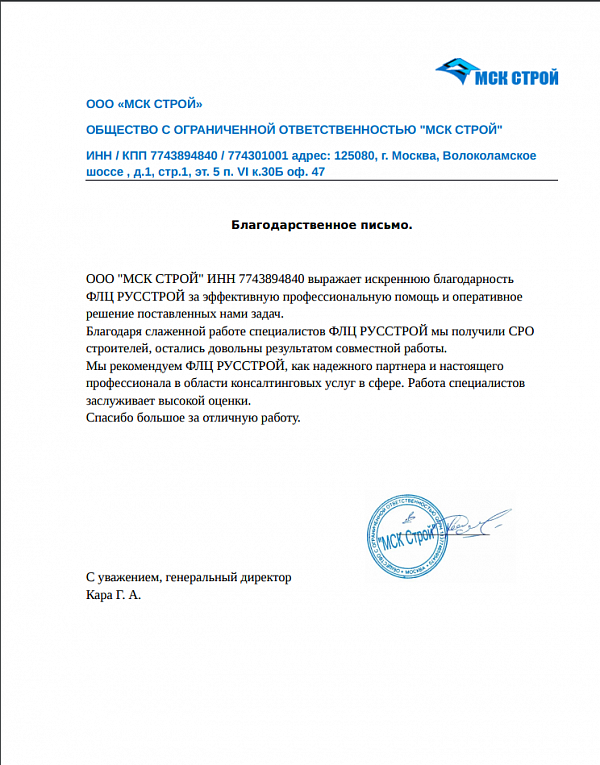 МСК СТРОЙ
ООО «МСК СТРОЙ»
ОБЩЕСТВО С ОГРАНИЧЕННОЙ ОТВЕТСТВЕННОСТЬЮ "МСК СТРОЙ"
ИНН / КПП 7743894840 / 774301001 адрес: 125080, г. Москва, Волоколамское
шоссе , д.1, стр.1, эт. 5 п. VI к.30Б оф. 47
Благодарственное письмо.
ООО "МСК СТРОЙ" ИНН 7743894840 выражает искреннюю благодарность
ФЛЦ РУССТРОЙ за эффективную профессиональную помощь и оперативное
решение поставленных нами задач.
Благодаря слаженной работе специалистов ФЛЦ РУССТРОЙ мы получили СРО
строителей, остались довольны результатом совместной работы.
Мы рекомендуем ФЛЦ РУССТРОЙ, как надежного партнера и настоящего
профессионала в области консалтинговых услуг в сфере. Работа специалистов
заслуживает высокой оценки.
Спасибо большое за отличную работу.
ОБЩЕСТВО С ОГРАНИЧЕННОЙ ОТВЕТСТВЕННОСТЬЮ
"МСК Строй"
МОСКВА
С уважением, генеральный директор
Кара Г. А.